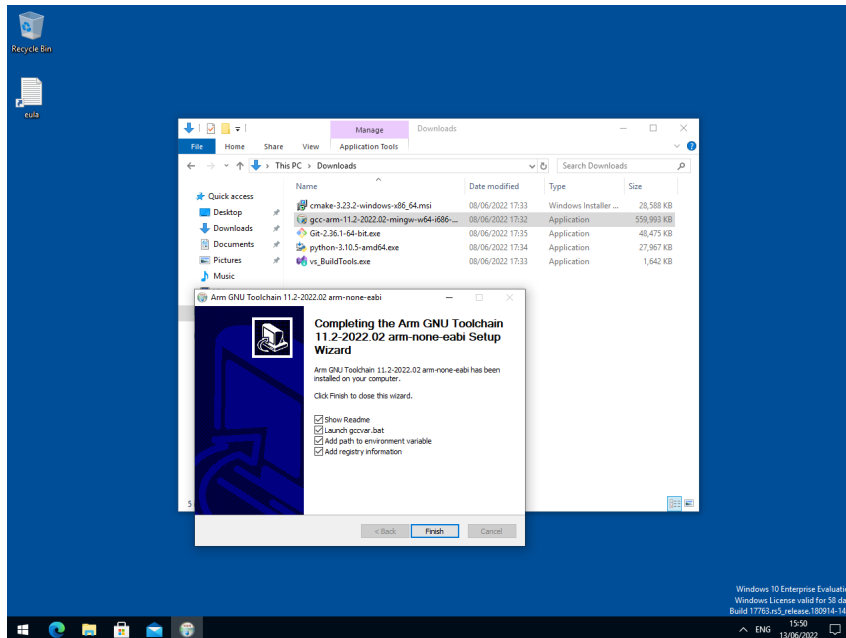 Recycle Bin
eula
Manage
Downloads
File
Home
Share
View
Application Tools
This PC > Downloads
Search Downloads
Name
Date modified
Type
Size
Quick access
Desktop
Downloads
Documents
Pictures
Music
cmake-3.23.2-windows-x86_64.msi 08/06/2022 17:33 Windows Installer ... 28,588 KB
gcc-arm-11.2-2022.02-mingw-w64-i686-... 08/06/2022 17:32 Application 559,993 KB
Git-2.36.1-64-bit.exe 08/06/2022 17:35 Application 48,475 KB
python-3.10.5-amd64.exe 08/06/2022 17:34 Application 27,967 KB
vs_BuildTools.exe 08/06/2022 17:33 Application 1,642 KB
Arm GNU Toolchain 11.2-2022.02 arm-none-eabi
Completing the Arm GNU Toolchain
11.2-2022.02 arm-none-eabi Setup
Wizard
Arm GNU Toolchain 11.2-2022.02 arm-none-eabi has been
installed on your computer.
Click Finish to close this wizard.
Show Readme
Launch gccvar.bat
Add path to environment variable
Add registry information
5
< Back
Finish
Cancel
Windows 10 Enterprise Evaluati
Windows License valid for 58 da
Build 17763.rs5_release.180914-14
ENG
15:50
13/06/2022